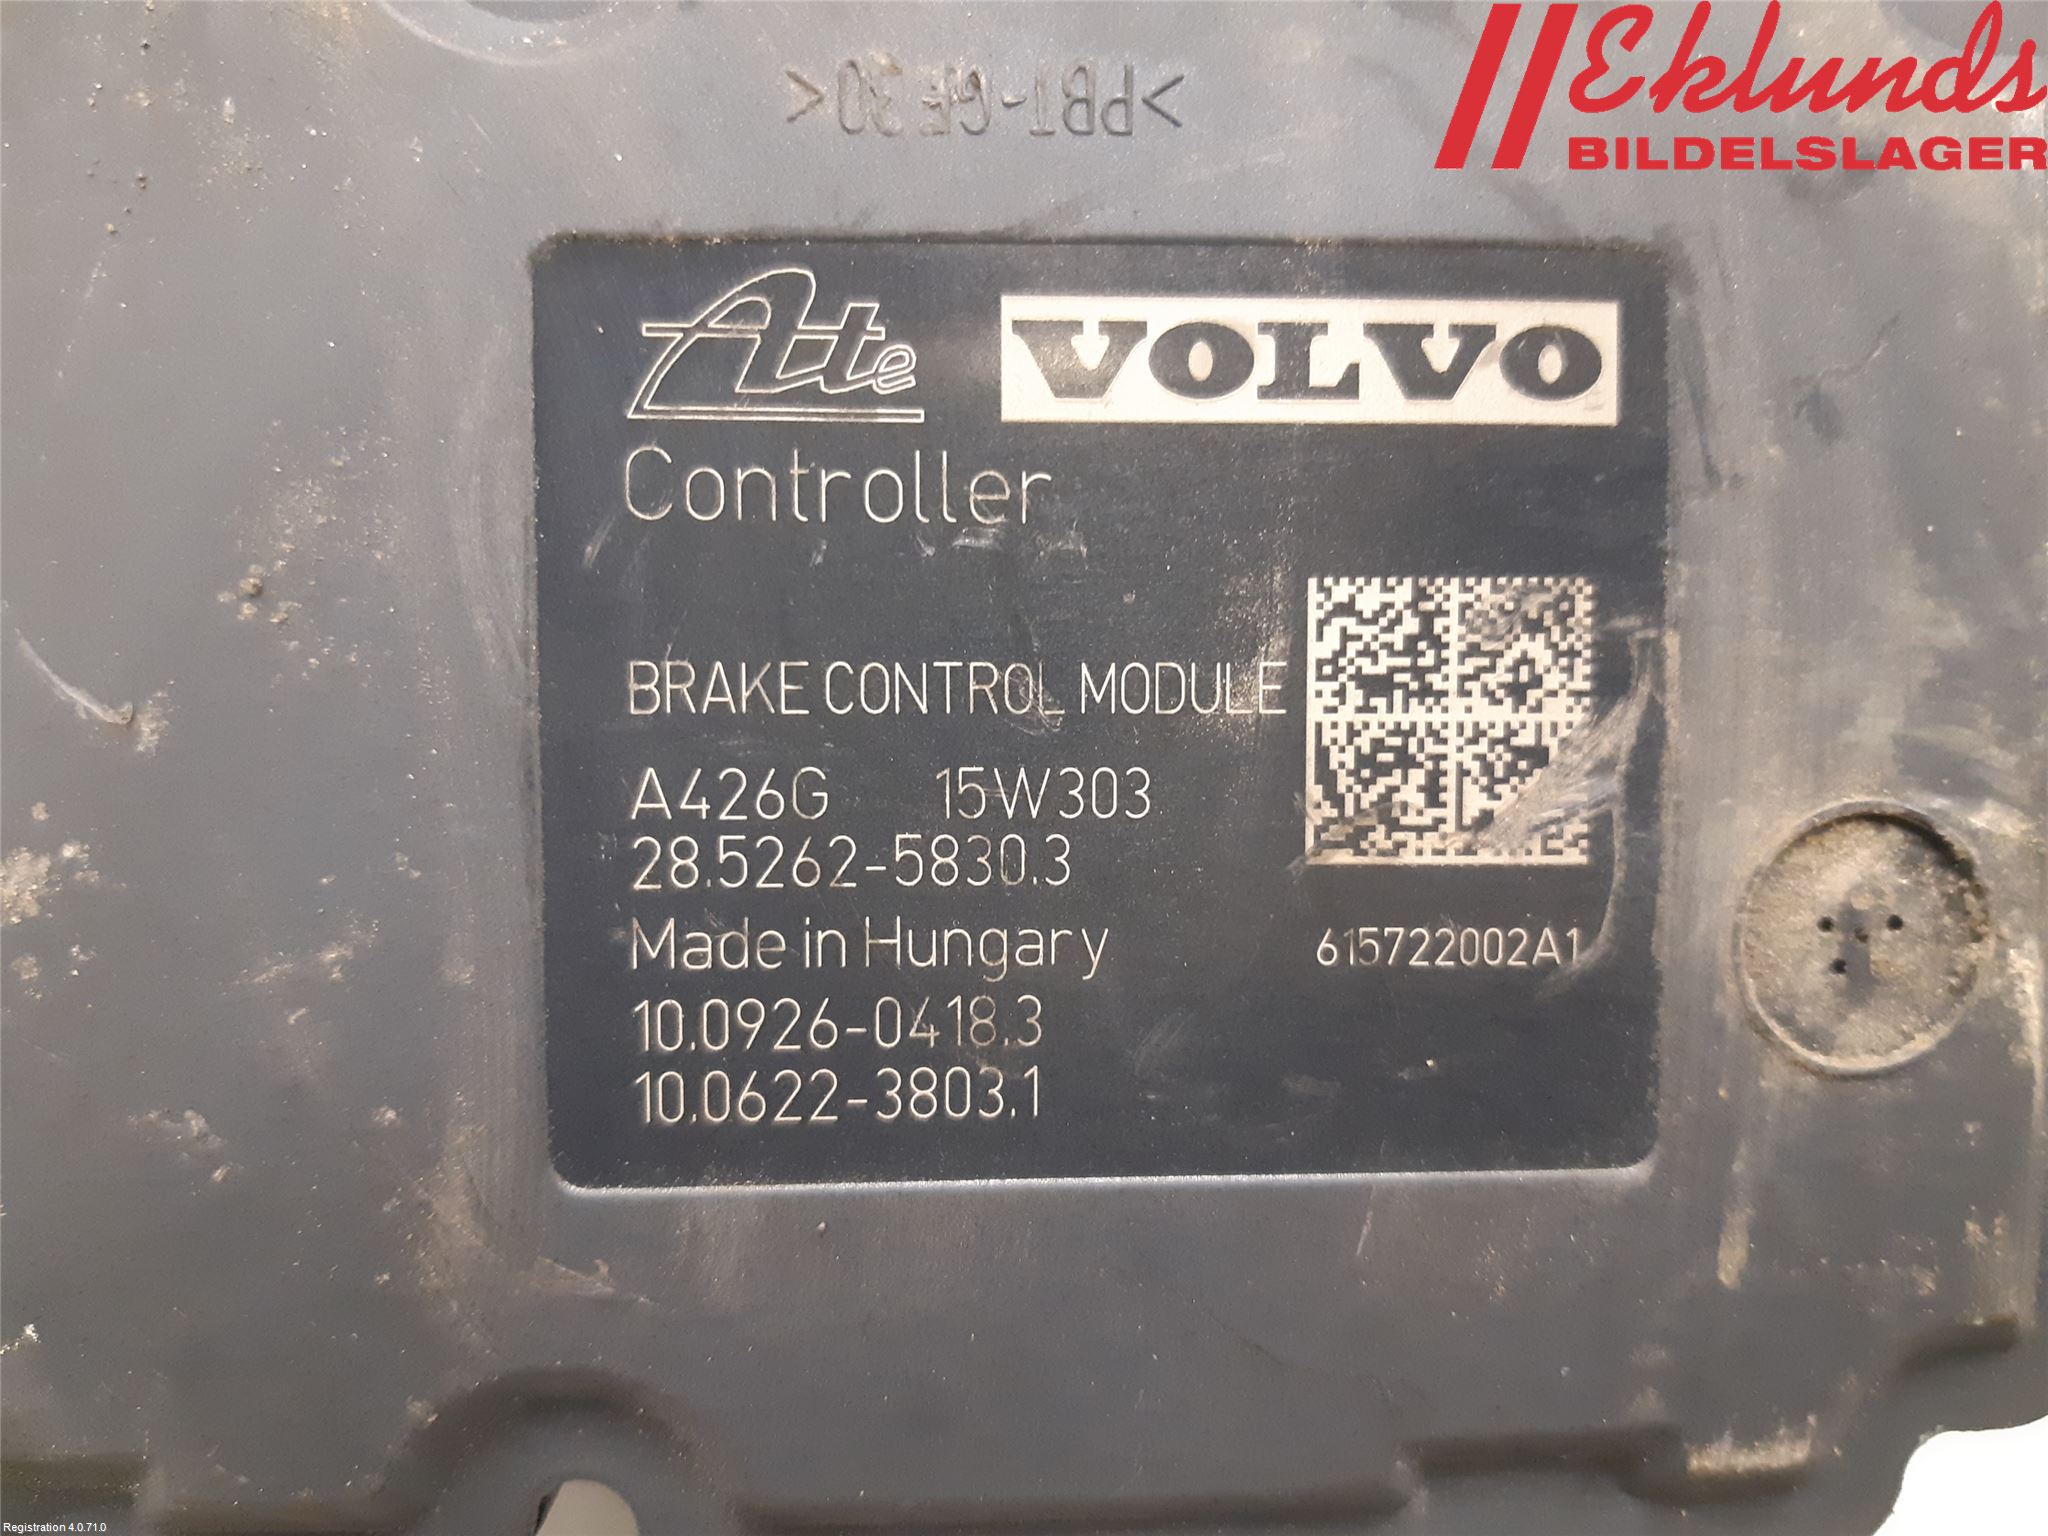 Eklunds
BILDELSLAGER
>PBT-GF30<
Ate VOLVO
Controller
BRAKE CONTROL MODULE
A426G 15W303
28.5262-5830.3
Made in Hungary
615722002A1
10.0926-0418.3
10.0622-3803.1
Registration 4.0.71.0